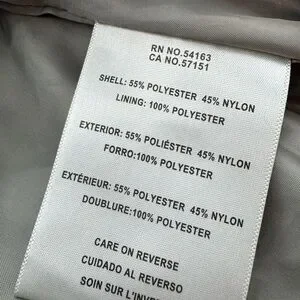 RN NO.54163
CA NO.57151
SHELL: 55% POLYESTER 45% NYLON
LINING: 100% POLYESTER
EXTERIOR: 55% POLIÉSTER 45% NYLON
FORRO:100% POLYESTER
EXTÉRIEUR: 55% POLYESTER 45% NYLON
DOUBLURE:100% POLYESTER
CARE ON REVERSE
CUIDADO AL REVERSO
SOIN SUR L'INVERSE